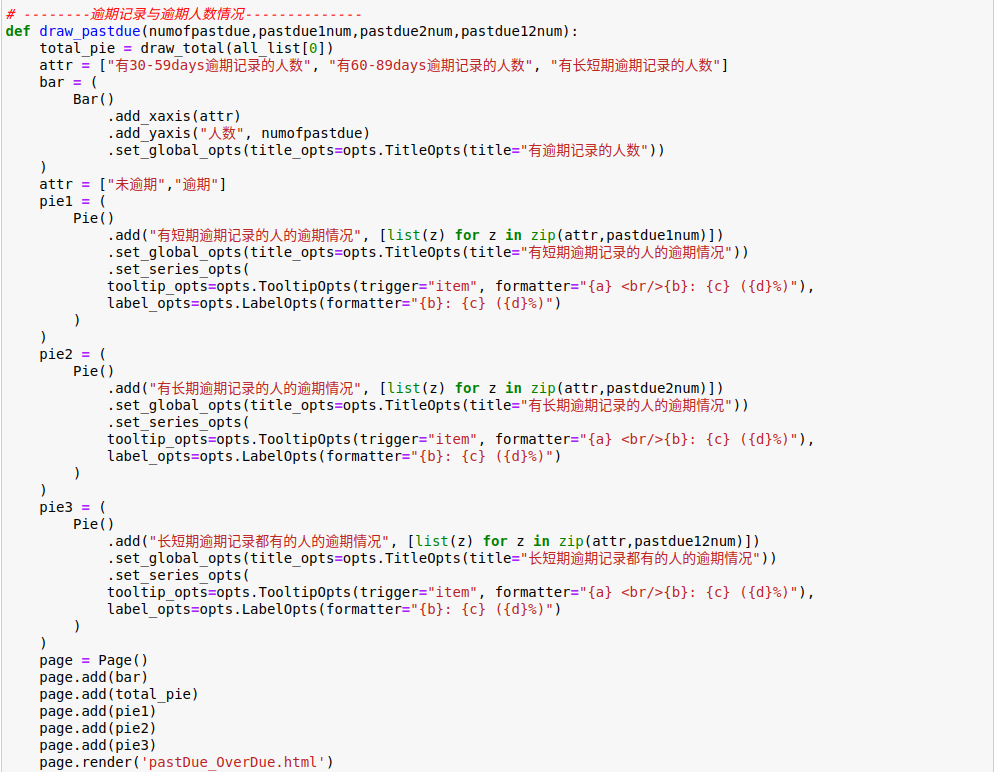 # --------逾期记录与逾期人数情况--------------
def draw_pastdue(numofpastdue,pastdue1num,pastdue2num,pastdue12num):
    total_pie = draw_total(all_list[0])
    attr = ["有30-59days逾期记录的人数", "有60-89days逾期记录的人数", "有长短期逾期记录的人数"]
    bar = (
        Bar()
            .add_xaxis(attr)
            .add_yaxis("人数", numofpastdue)
            .set_global_opts(title_opts=opts.TitleOpts(title="有逾期记录的人数"))
    )
    attr = ["未逾期","逾期"]
    pie1 = (
        Pie()
            .add("有短期逾期记录的人的逾期情况", [list(z) for z in zip(attr,pastdue1num)])
            .set_global_opts(title_opts=opts.TitleOpts(title="有短期逾期记录的人的逾期情况"))
            .set_series_opts(
            tooltip_opts=opts.TooltipOpts(trigger="item", formatter="{a} <br/>{b}: {c} ({d}%)"),
            label_opts=opts.LabelOpts(formatter="{b}: {c} ({d}%)")
        )
    )
    pie2 = (
        Pie()
            .add("有长期逾期记录的人的逾期情况", [list(z) for z in zip(attr,pastdue2num)])
            .set_global_opts(title_opts=opts.TitleOpts(title="有长期逾期记录的人的逾期情况"))
            .set_series_opts(
            tooltip_opts=opts.TooltipOpts(trigger="item", formatter="{a} <br/>{b}: {c} ({d}%)"),
            label_opts=opts.LabelOpts(formatter="{b}: {c} ({d}%)")
        )
    )
    pie3 = (
        Pie()
            .add("长短期逾期记录都有的人的逾期情况", [list(z) for z in zip(attr,pastdue12num)])
            .set_global_opts(title_opts=opts.TitleOpts(title="长短期逾期记录都有的人的逾期情况"))
            .set_series_opts(
            tooltip_opts=opts.TooltipOpts(trigger="item", formatter="{a} <br/>{b}: {c} ({d}%)"),
            label_opts=opts.LabelOpts(formatter="{b}: {c} ({d}%)")
        )
    )
    page = Page()
    page.add(bar)
    page.add(total_pie)
    page.add(pie1)
    page.add(pie2)
    page.add(pie3)
    page.render('pastDue_OverDue.html')